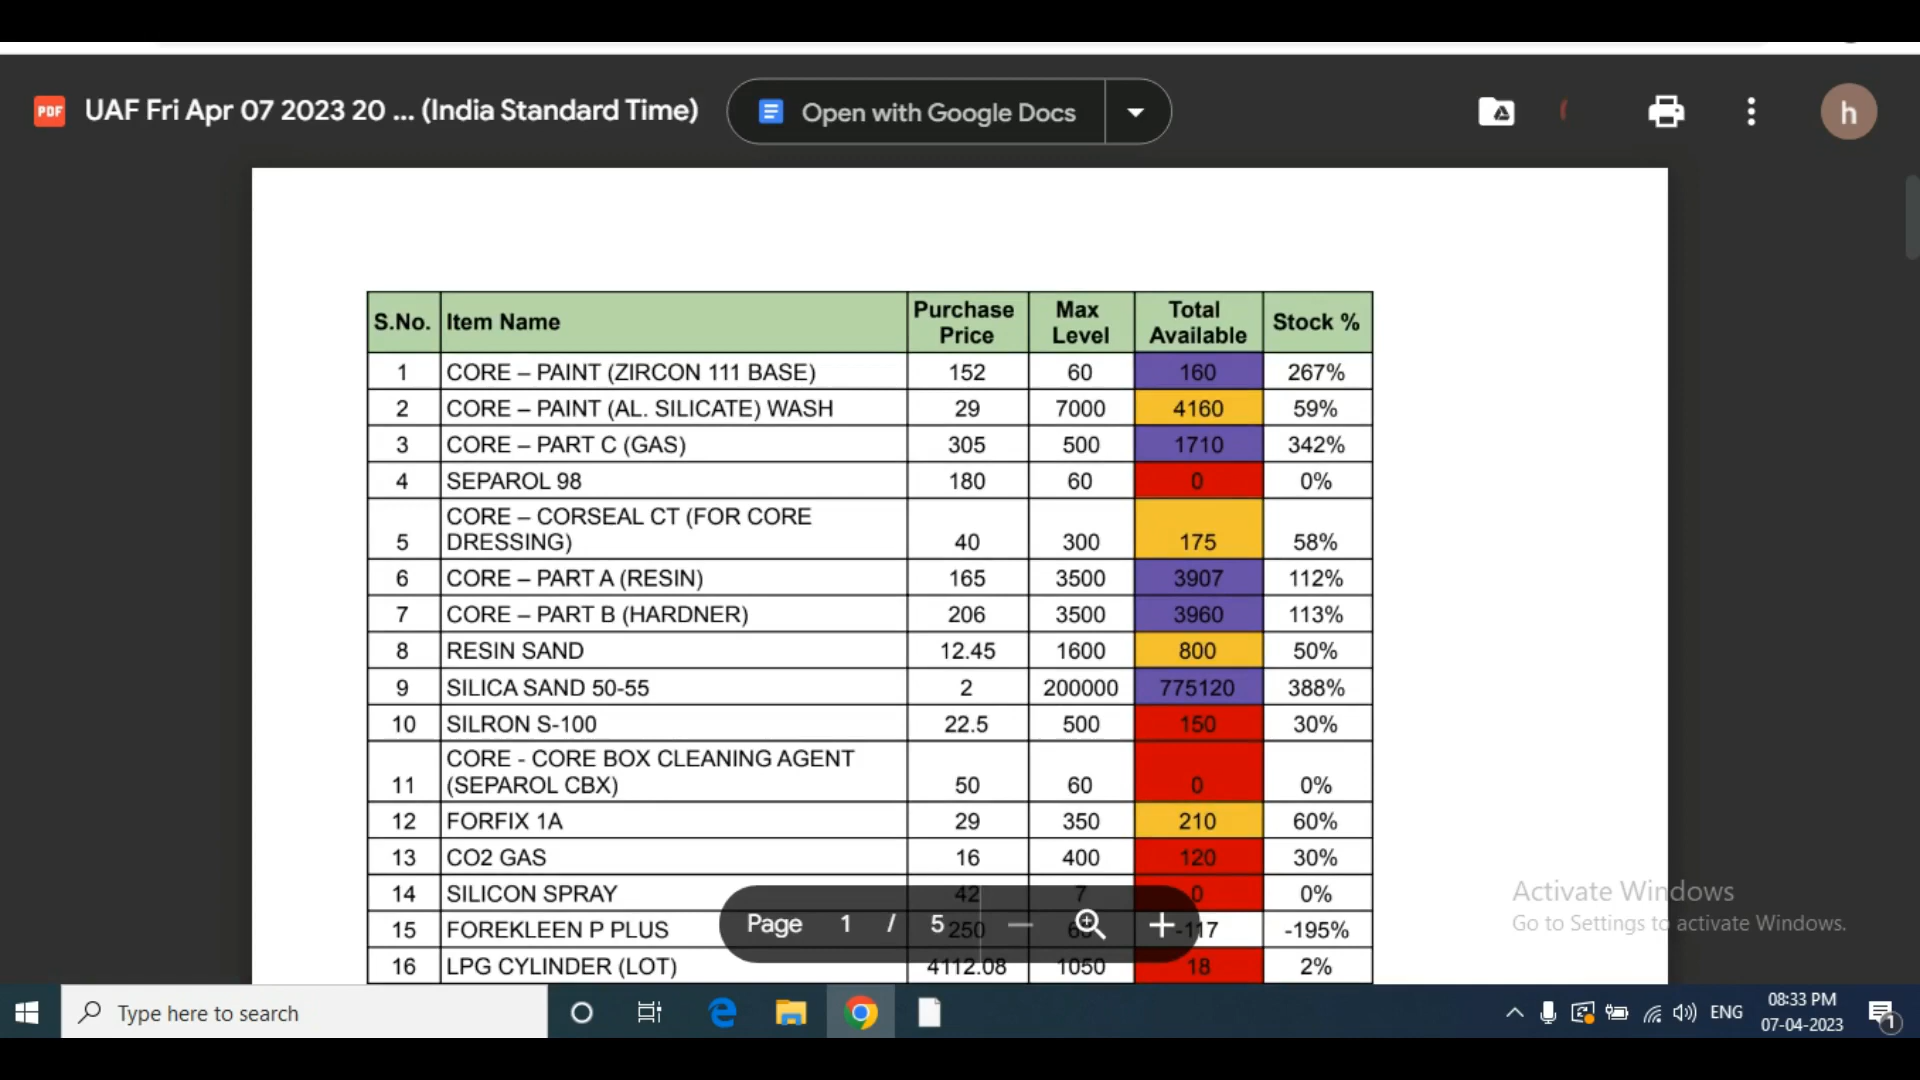 PDF UAF Fri Apr 07 2023 20 ... (India Standard Time) Open with Google Docs h
S.No. Item Name Purchase Price Max Level Total Available Stock %
1 CORE – PAINT (ZIRCON 111 BASE) 152 60 160 267%
2 CORE – PAINT (AL. SILICATE) WASH 29 7000 4160 59%
3 CORE – PART C (GAS) 305 500 1710 342%
4 SEPAROL 98 180 60 0 0%
5 CORE – CORSEAL CT (FOR CORE DRESSING) 40 300 175 58%
6 CORE – PART A (RESIN) 165 3500 3907 112%
7 CORE – PART B (HARDNER) 206 3500 3960 113%
8 RESIN SAND 12.45 1600 800 50%
9 SILICA SAND 50-55 2 200000 775120 388%
10 SILRON S-100 22.5 500 150 30%
11 CORE - CORE BOX CLEANING AGENT (SEPAROL CBX) 50 60 0 0%
12 FORFIX 1A 29 350 210 60%
13 CO2 GAS 16 400 120 30%
14 SILICON SPRAY 42 7 0 0%
15 FOREKLEEN P PLUS 250 -117 -195%
16 LPG CYLINDER (LOT) 4112.08 1050 18 2%
Page 1 / 5
Activate Windows
Go to Settings to activate Windows.
Type here to search
ENG
08:33 PM
07-04-2023
1